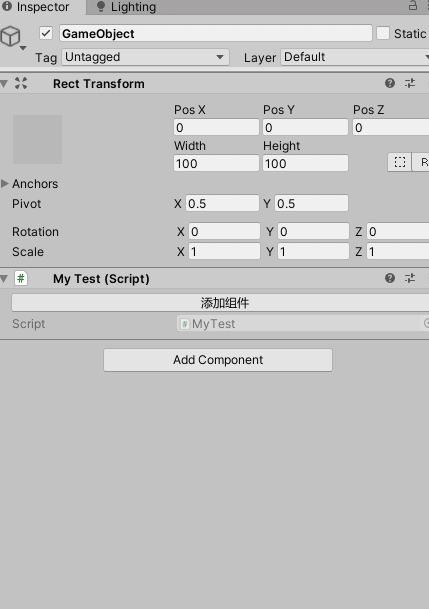 Inspector Lighting
GameObject Static
Tag Untagged Layer Default
Rect Transform
Pos X Pos Y Pos Z
0 0 0
Width Height
100 100
R
Anchors
Pivot X 0.5 Y 0.5
Rotation X 0 Y 0 Z 0
Scale X 1 Y 1 Z 1
# My Test (Script)
添加组件
Script # MyTest
Add Component